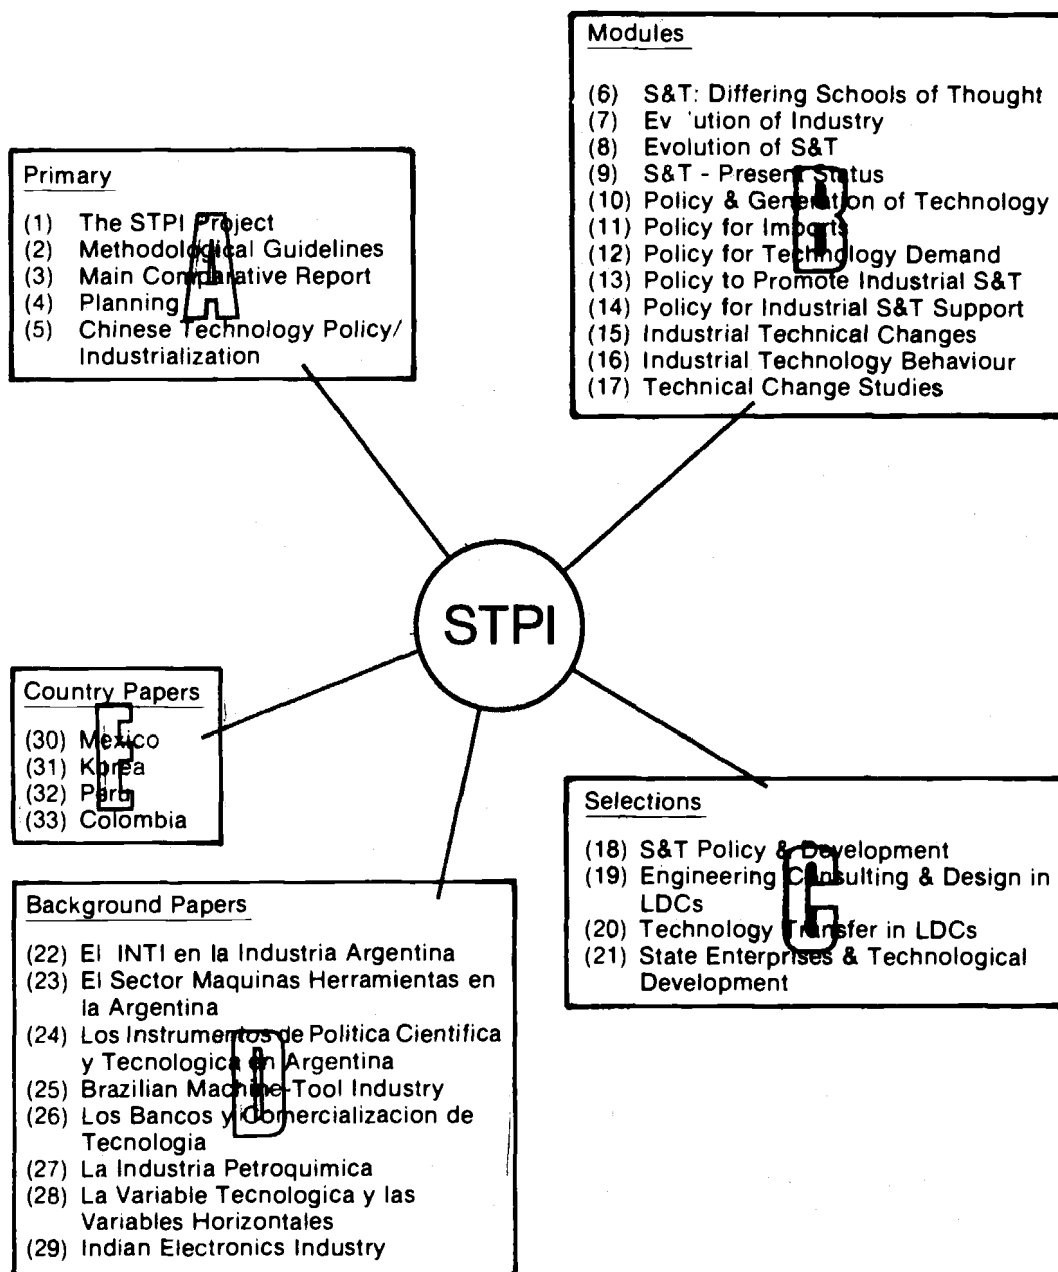 Primary
(1) The STPI Project
(2) Methodological Guidelines
(3) Main Comparative Report
(4) Planning
(5) Chinese Technology Policy/
Industrialization
A
Modules
(6) S&T: Differing Schools of Thought
(7) Ev 'ution of Industry
(8) Evolution of S&T
(9) S&T - Present Status
(10) Policy & Generation of Technology
(11) Policy for Imports
(12) Policy for Technology Demand
(13) Policy to Promote Industrial S&T
(14) Policy for Industrial S&T Support
(15) Industrial Technical Changes
(16) Industrial Technology Behaviour
(17) Technical Change Studies
B
STPI
Country Papers
(30) Mexico
(31) Korea
(32) Peru
(33) Colombia
E
Selections
(18) S&T Policy & Development
(19) Engineering Consulting & Design in
LDCs
(20) Technology Transfer in LDCs
(21) State Enterprises & Technological
Development
C
Background Papers
(22) El INTI en la Industria Argentina
(23) El Sector Maquinas Herramientas en
la Argentina
(24) Los Instrumentos de Politica Cientifica
y Tecnologica en Argentina
(25) Brazilian Machine-Tool Industry
(26) Los Bancos y Comercializacion de
Tecnologia
(27) La Industria Petroquimica
(28) La Variable Tecnologica y las
Variables Horizontales
(29) Indian Electronics Industry
D